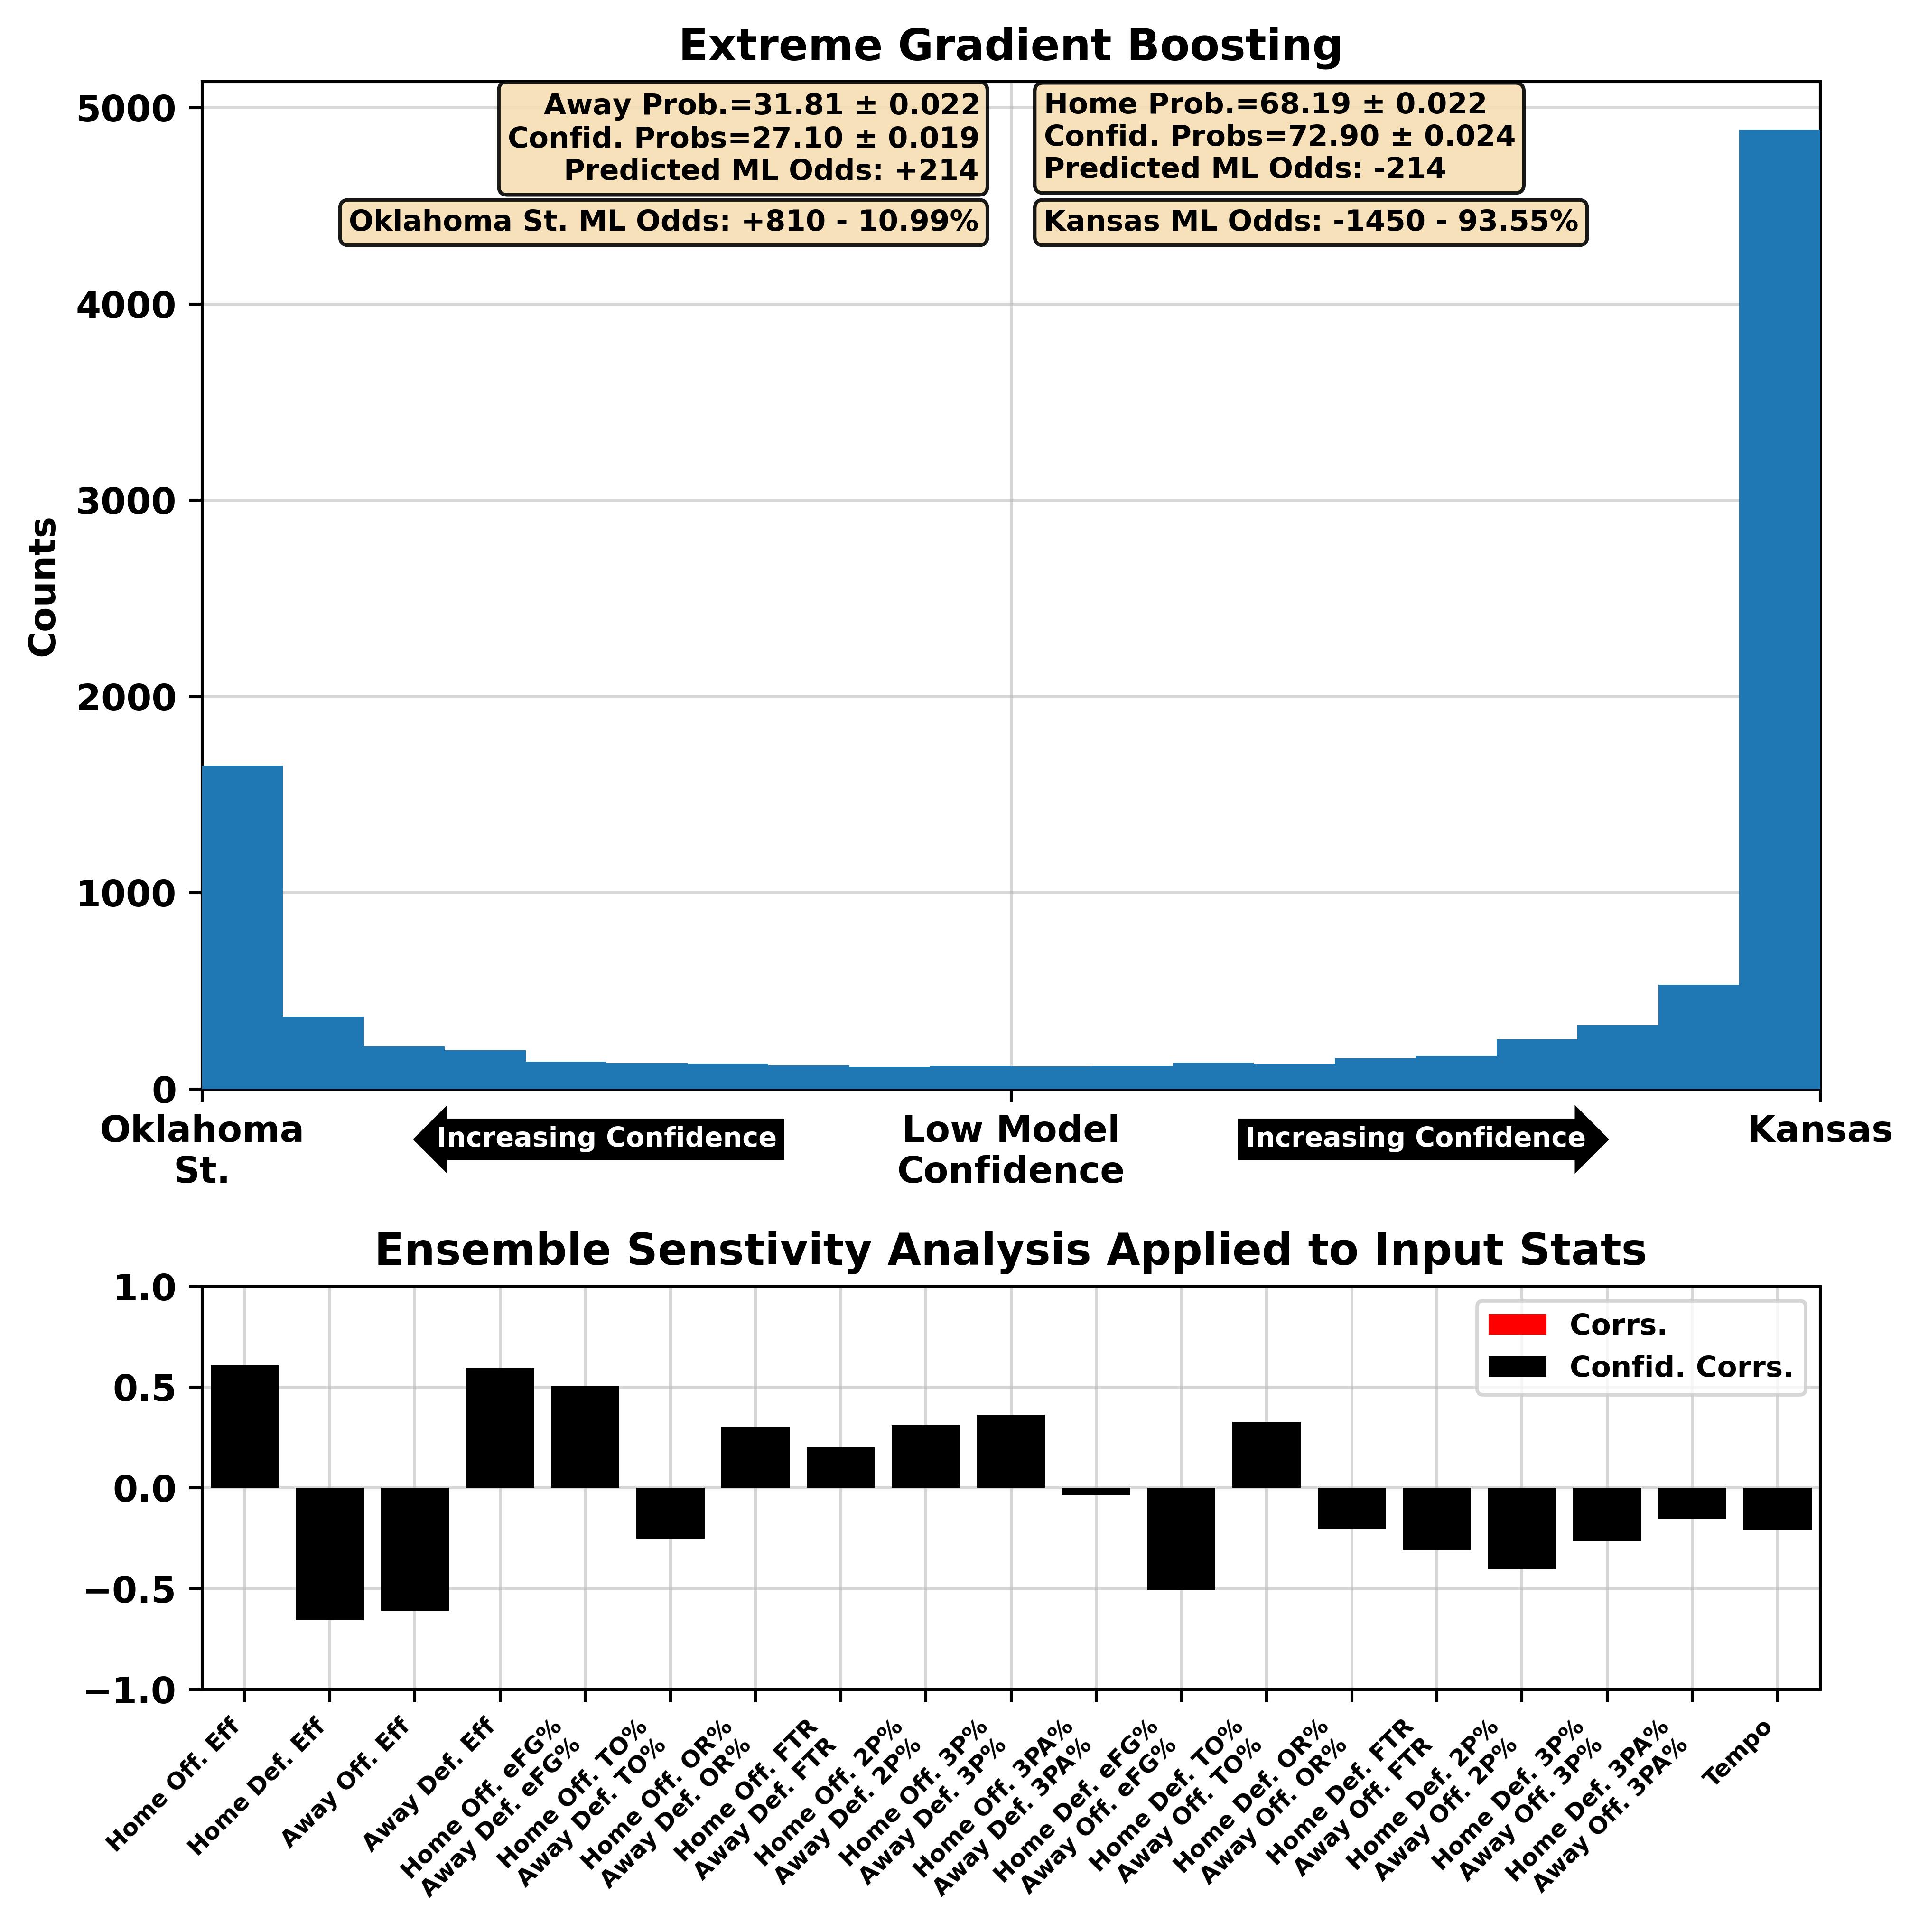 Extreme Gradient Boosting
Away Prob.=31.81 ± 0.022
Confid. Probs=27.10 ± 0.019
Predicted ML Odds: +214
Home Prob.=68.19 ± 0.022
Confid. Probs=72.90 ± 0.024
Predicted ML Odds: -214
Oklahoma St. ML Odds: +810 - 10.99%
Kansas ML Odds: -1450 - 93.55%
Counts
5000
4000
3000
2000
1000
0
Oklahoma
St.
Increasing Confidence
Low Model
Confidence
Increasing Confidence
Kansas
Ensemble Senstivity Analysis Applied to Input Stats
1.0
0.5
0.0
−0.5
−1.0
Corrs.
Confid. Corrs.
Home Off. Eff
Home Def. Eff
Away Off. Eff
Away Def. Eff
Home Off. eFG%
Away Def. eFG%
Home Off. TO%
Away Def. TO%
Home Off. OR%
Away Def. OR%
Home Off. FTR
Away Def. FTR
Home Off. 2P%
Away Def. 2P%
Home Off. 3P%
Away Def. 3P%
Home Off. 3PA%
Away Def. 3PA%
Home Def. eFG%
Away Off. eFG%
Home Def. TO%
Away Off. TO%
Home Def. OR%
Away Off. OR%
Home Def. FTR
Away Off. FTR
Home Def. 2P%
Away Off. 2P%
Home Def. 3P%
Away Off. 3P%
Home Def. 3PA%
Away Off. 3PA%
Tempo